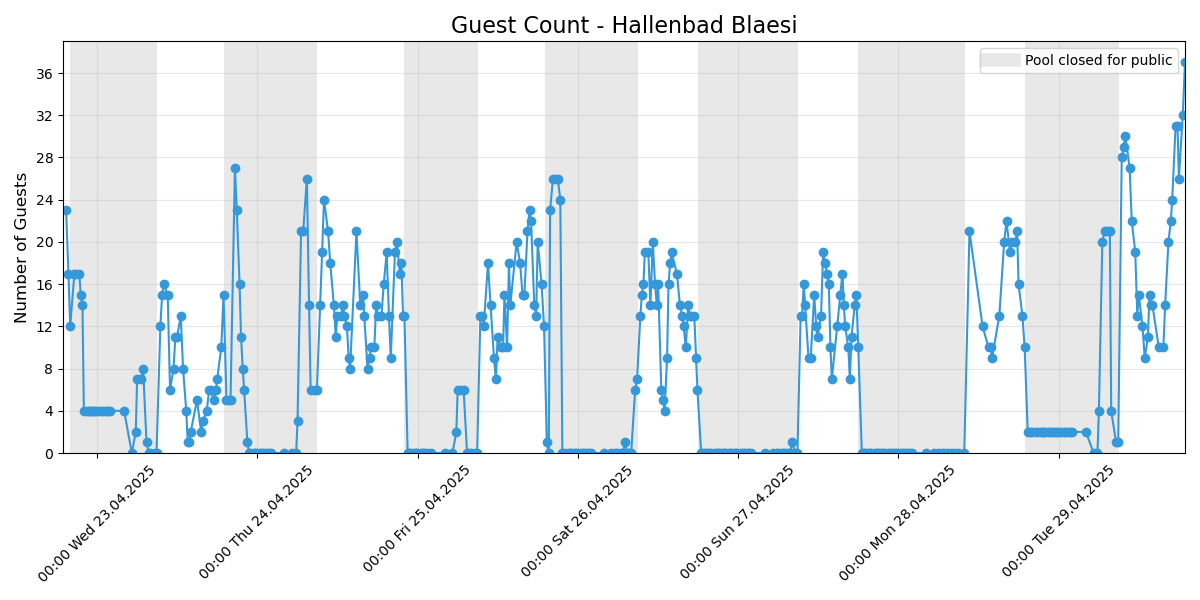 Guest Count - Hallenbad Blaesi
Pool closed for public
Number of Guests
36
32
28
24
20
16
12
8
4
0
00:00 Wed 23.04.2025
00:00 Thu 24.04.2025
00:00 Fri 25.04.2025
00:00 Sat 26.04.2025
00:00 Sun 27.04.2025
00:00 Mon 28.04.2025
00:00 Tue 29.04.2025